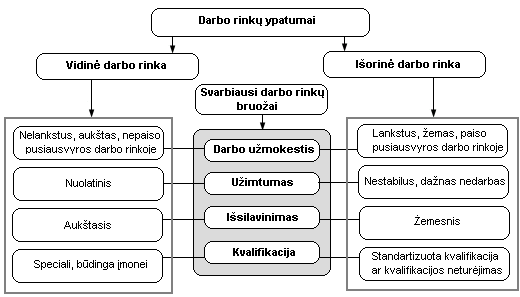 Darbo rinkų ypatumai
Vidinė darbo rinka
Išorinė darbo rinka
Svarbiausi darbo rinkų
bruožai
Nelankstus, aukštas, nepaiso
pusiausvyros darbo rinkoje
Darbo užmokestis
Lankstus, žemas, paiso
pusiausvyros darbo rinkoje
Nuolatinis
Užimtumas
Nestabilus, dažnas nedarbas
Aukštasis
Išsilavinimas
Žemesnis
Speciali, būdinga įmonei
Kvalifikacija
Standartizuota kvalifikacija
ar kvalifikacijos neturėjimas